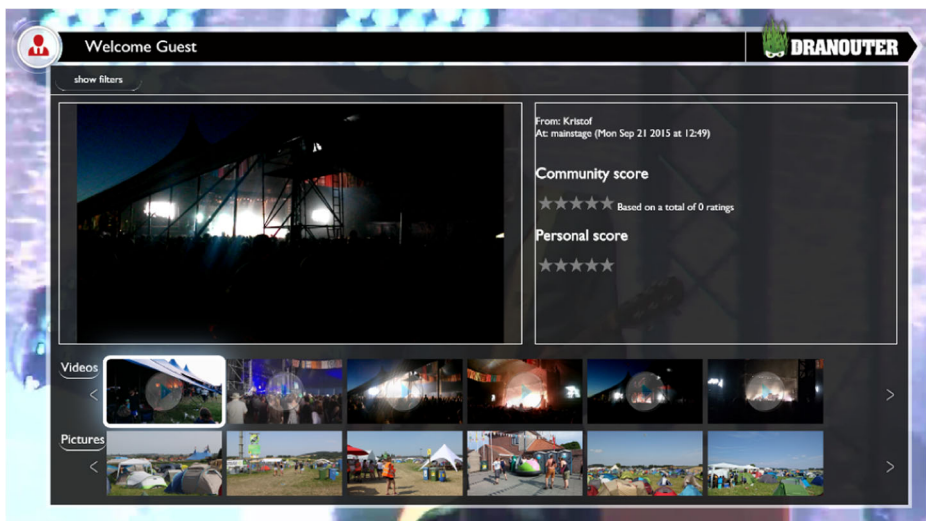 Welcome Guest
DRANOUTER
show filters
From: Kristof
At: mainstage (Mon Sep 21 2015 at 12:49)
Community score
Based on a total of 0 ratings
Personal score
Videos
Pictures